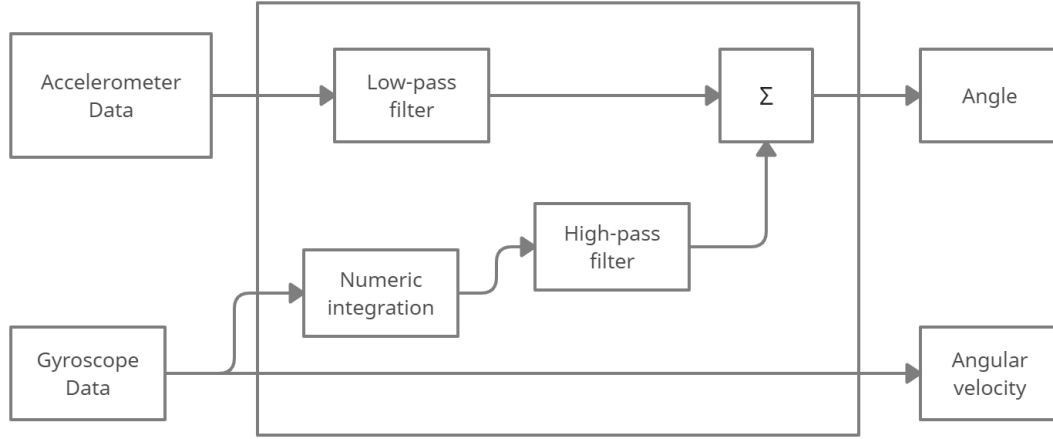 Accelerometer
Data
Low-pass
filter
Σ
Angle
High-pass
filter
Numeric
integration
Gyroscope
Data
Angular
velocity